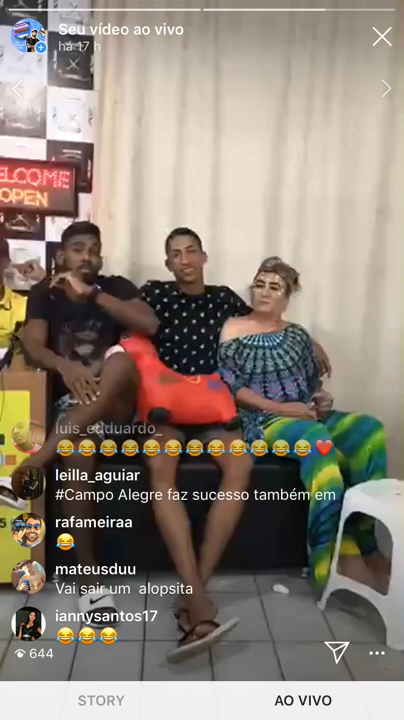 Seu vídeo ao vivo
há 17 h
ELCOME
OPEN
luis_edduardo_
😂😂😂😂😂😂😂😂😂😂😂😂❤️
leilla_aguiar
#Campo Alegre faz sucesso também em
rafameiraa
😂
mateusduu
Vai sair um alopsita
iannysantos17
😂😂😂
644
STORY
AO VIVO